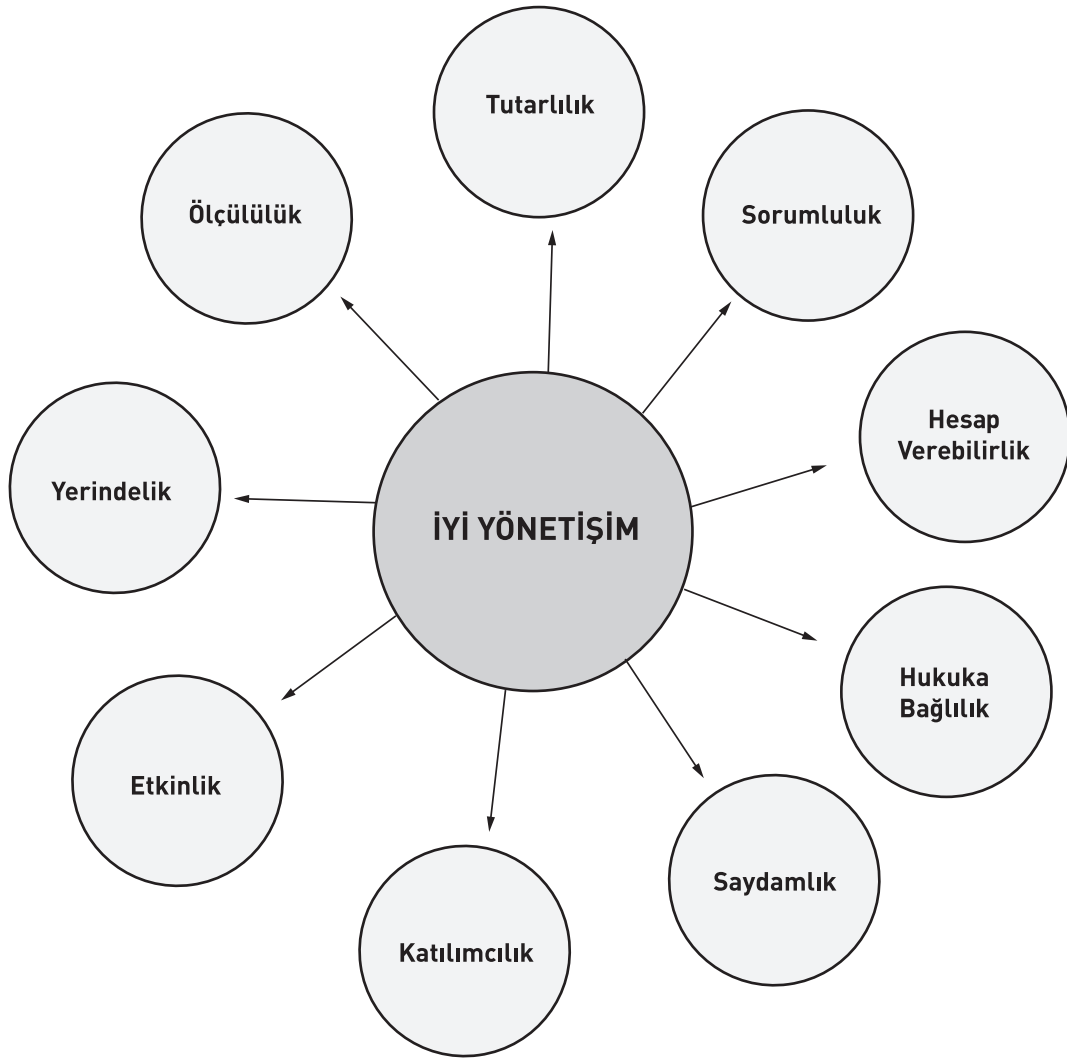 Tutarlılık
Ölçülülük
Sorumluluk
Hesap
Verebilirlik
Yerindelik
İYİ YÖNETİŞİM
Hukuka
Bağlılık
Etkinlik
Saydamlık
Katılımcılık